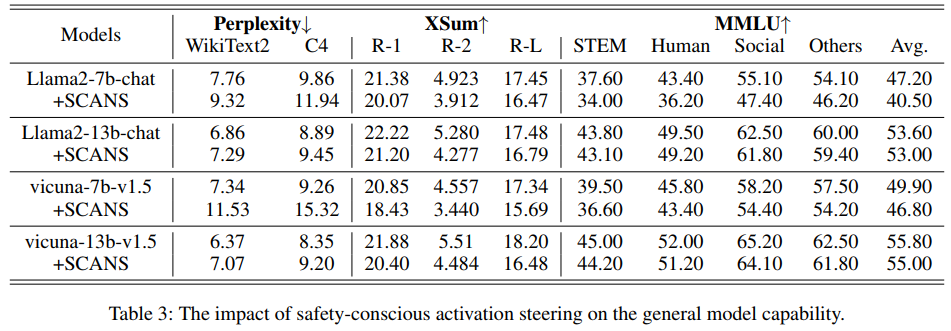 Models Perplexity↓ XSum↑ MMLU↑
WikiText2 C4 R-1 R-2 R-L STEM Human Social Others Avg.
Llama2-7b-chat 7.76 9.86 21.38 4.923 17.45 37.60 43.40 55.10 54.10 47.20
+SCANS 9.32 11.94 20.07 3.912 16.47 34.00 36.20 47.40 46.20 40.50
Llama2-13b-chat 6.86 8.89 22.22 5.280 17.48 43.80 49.50 62.50 60.00 53.60
+SCANS 7.29 9.45 21.20 4.277 16.79 43.10 49.20 61.80 59.40 53.00
vicuna-7b-v1.5 7.34 9.26 20.85 4.557 17.34 39.50 45.80 58.20 57.50 49.90
+SCANS 11.53 15.32 18.43 3.440 15.69 36.60 43.40 54.40 54.20 46.80
vicuna-13b-v1.5 6.37 8.35 21.88 5.51 18.20 45.00 52.00 65.20 62.50 55.80
+SCANS 7.07 9.20 20.40 4.484 16.48 44.20 51.20 64.10 61.80 55.00
Table 3: The impact of safety-conscious activation steering on the general model capability.